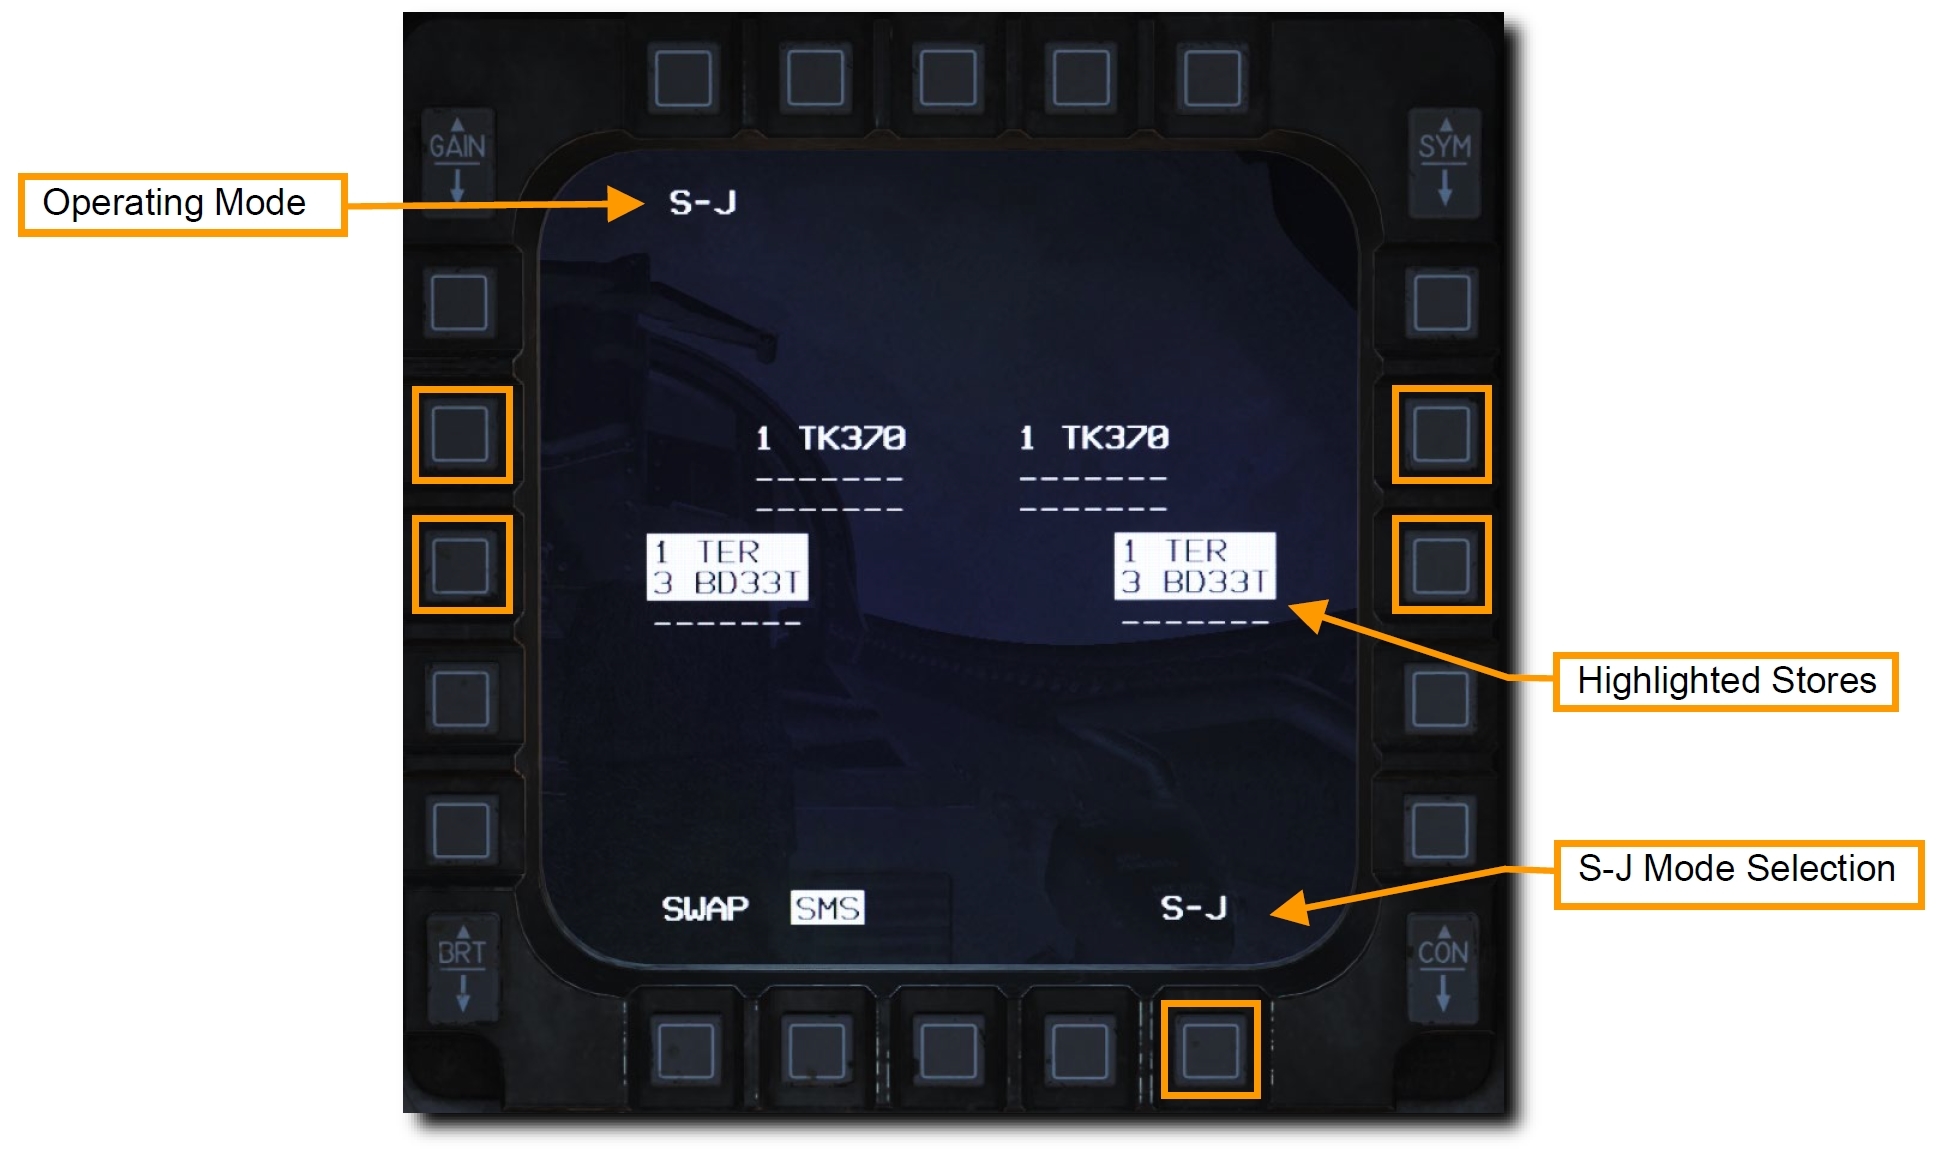 GAIN
SYM
Operating Mode
S-J
1 TK370 1 TK370
------- -------
------- -------
1 TER 1 TER
3 BD33T 3 BD33T
------- -------
Highlighted Stores
S-J Mode Selection
SWAP SMS S-J
BRT
CON